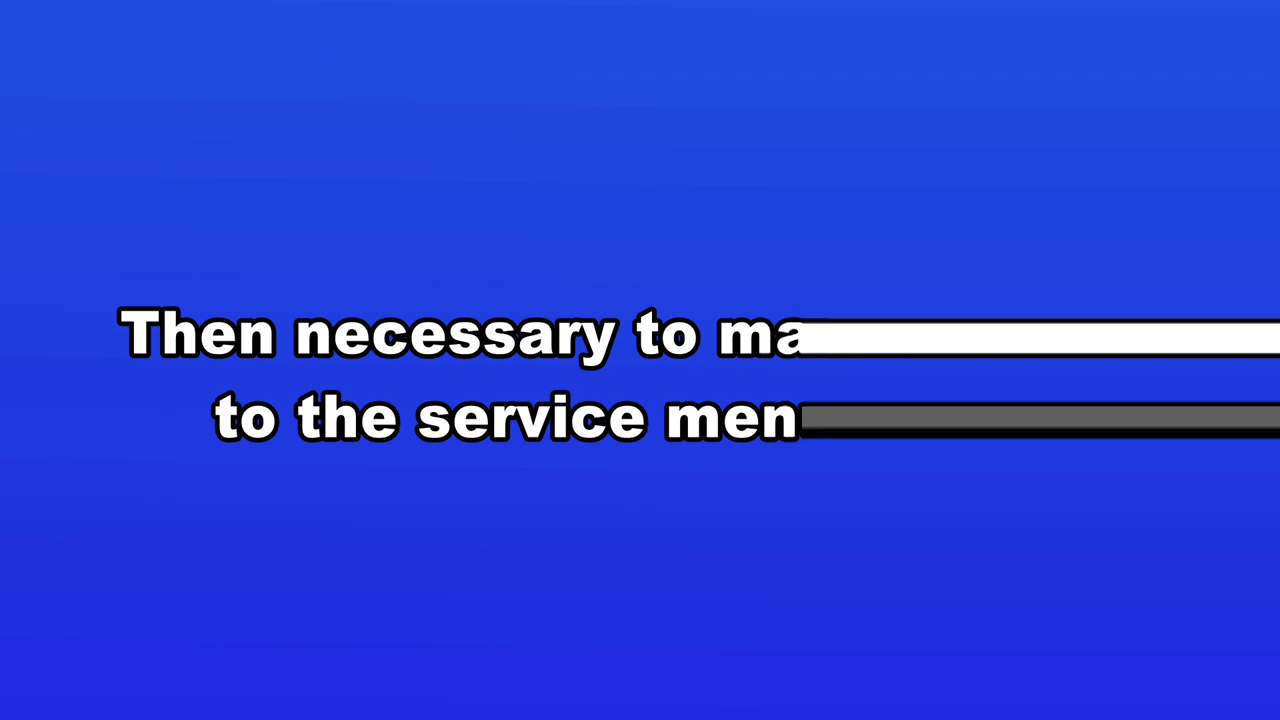 Then necessary to ma
to the service men